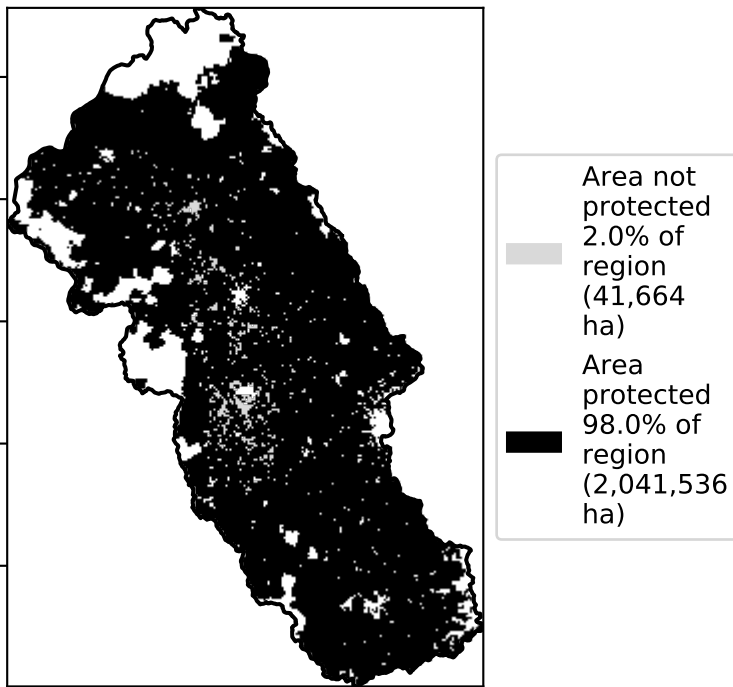 Area not
protected
2.0% of
region
(41,664
ha)
Area
protected
98.0% of
region
(2,041,536
ha)